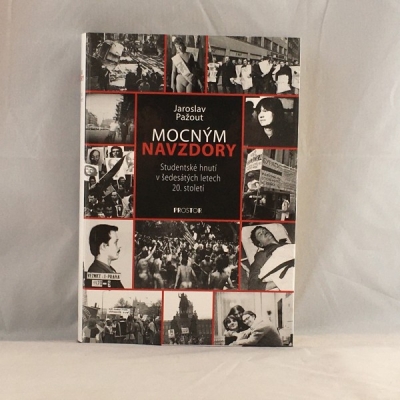 Jaroslav
Pažout
MOCNÝM
NAVZDORY
Studentské hnutí
v šedesátých letech
20. století
PROSTOR